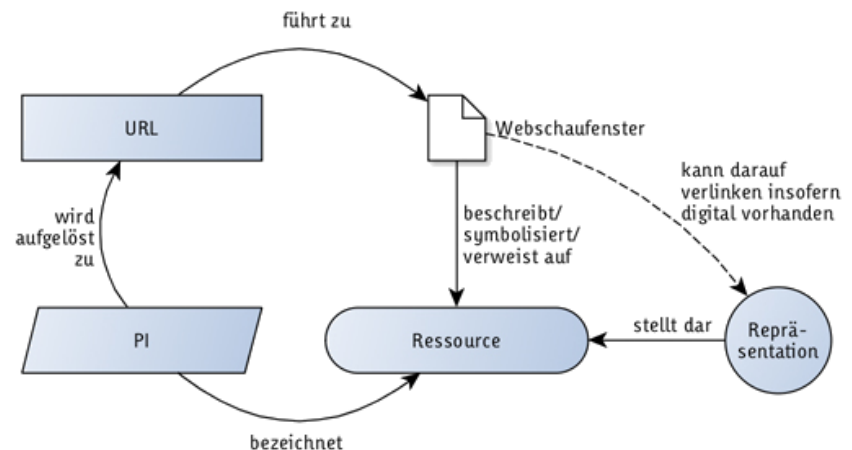 führt zu
URL
Webschaufenster
kann darauf
verlinken insofern
digital vorhanden
wird
aufgelöst
zu
beschreibt/
symbolisiert/
verweist auf
PI
Ressource
stellt dar
Reprä-
sentation
bezeichnet